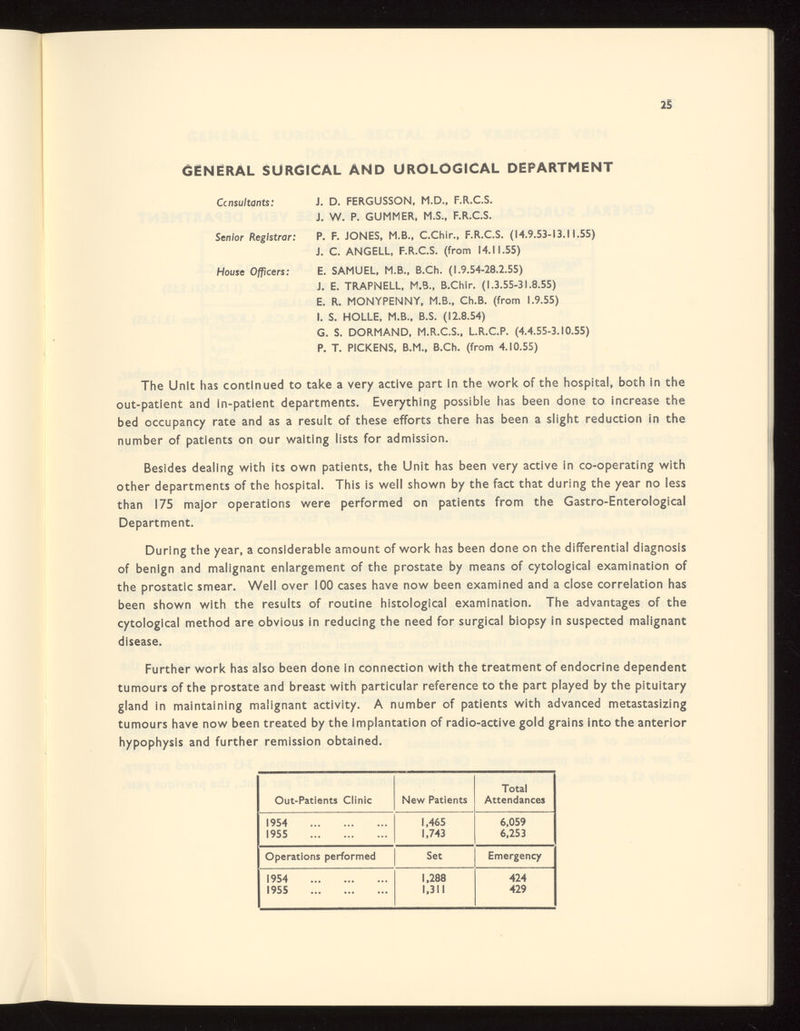 25
GENERAL SURGICAL AND UROLOGICAL DEPARTMENT
Consultants: J. D. FERGUSSON, M.D., F.R.C.S.
J. W. P. GUMMER, M.S., F.R.C.S.
Senior Registrar: P. F. JONES, M.B., C.Chir., F.R.C.S. (14.9.53-13.11.55)
J. C. ANGELL, F.R.C.S. (from 14.11.55)
House Officers: E. SAMUEL, M.B., B.Ch. (1.9.54-28.2.55)
J. E. TRAPNELL, M.B., B.Chir. (1.3.55-31.8.55)
E. R. MONYPENNY, M.B., Ch.B. (from 1.9.55)
I. S. HOLLE, M.B., B.S. (12.8.54)
G. S. DORMAND, M.R.C.S., L.R.C.P. (4.4.55-3.10.55)
P. T. PICKENS, B.M., B.Ch. (from 4.10.55)
The Unit has continued to take a very active part in the work of the hospital, both in the
out-patient and in-patient departments. Everything possible has been done to increase the
bed occupancy rate and as a result of these efforts there has been a slight reduction in the
number of patients on our waiting lists for admission.
Besides dealing with its own patients, the Unit has been very active in co-operating with
other departments of the hospital. This is well shown by the fact that during the year no less
than 175 major operations were performed on patients from the Gastro-Enterological
Department.
During the year, a considerable amount of work has been done on the differential diagnosis
of benign and malignant enlargement of the prostate by means of cytological examination of
the prostatic smear. Well over 100 cases have now been examined and a close correlation has
been shown with the results of routine histological examination. The advantages of the
cytological method are obvious in reducing the need for surgical biopsy in suspected malignant
disease.
Further work has also been done in connection with the treatment of endocrine dependent
tumours of the prostate and breast with particular reference to the part played by the pituitary
gland in maintaining malignant activity. A number of patients with advanced metastasizing
tumours have now been treated by the implantation of radio-active gold grains into the anterior
hypophysis and further remission obtained.
Out-Patients Clinic New Patients Total Attendances
1954 ... ... ... 1,465 6,059
1955 ... ... ... 1,743 6,253
Operations performed Set Emergency
1954 ... ... ... 1,288 424
1955 ... ... ... 1,311 429